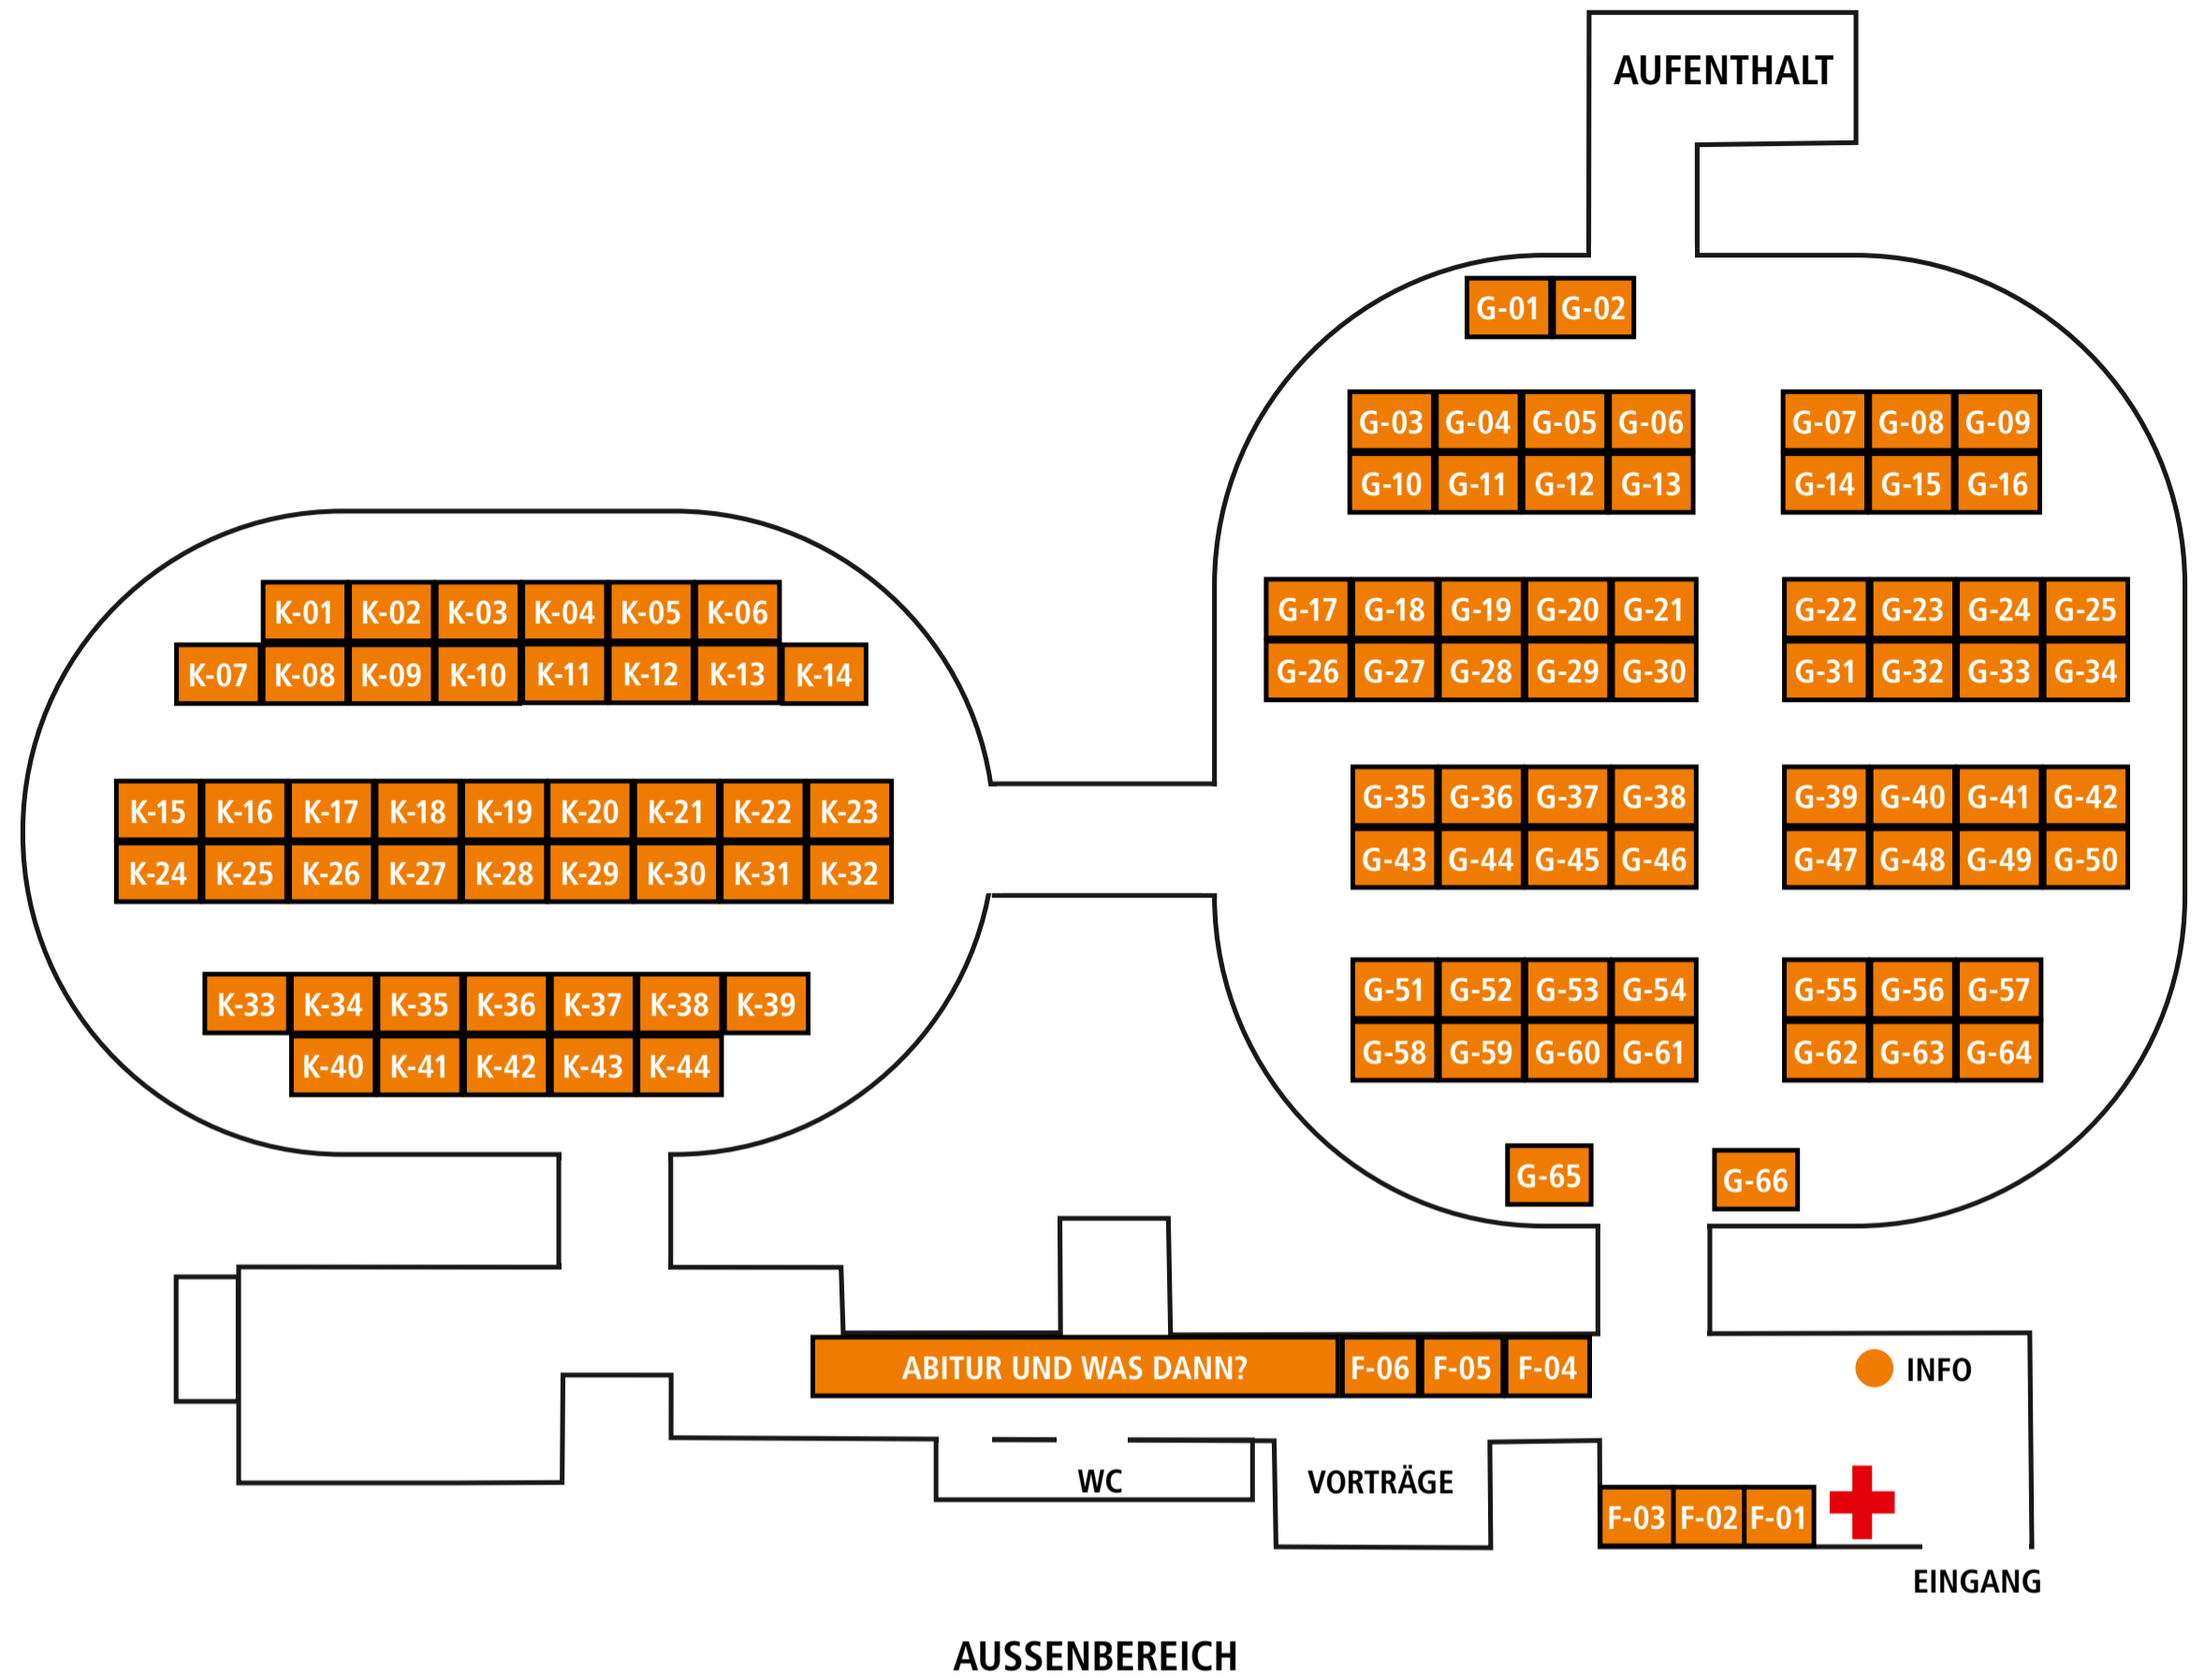 AUFENTHALT
G-01 G-02
G-03 G-04 G-05 G-06 G-07 G-08 G-09
G-10 G-11 G-12 G-13 G-14 G-15 G-16
G-17 G-18 G-19 G-20 G-21 G-22 G-23 G-24 G-25
G-26 G-27 G-28 G-29 G-30 G-31 G-32 G-33 G-34
G-35 G-36 G-37 G-38 G-39 G-40 G-41 G-42
G-43 G-44 G-45 G-46 G-47 G-48 G-49 G-50
G-51 G-52 G-53 G-54 G-55 G-56 G-57
G-58 G-59 G-60 G-61 G-62 G-63 G-64
G-65 G-66
K-01 K-02 K-03 K-04 K-05 K-06
K-07 K-08 K-09 K-10 K-11 K-12 K-13 K-14
K-15 K-16 K-17 K-18 K-19 K-20 K-21 K-22 K-23
K-24 K-25 K-26 K-27 K-28 K-29 K-30 K-31 K-32
K-33 K-34 K-35 K-36 K-37 K-38 K-39
K-40 K-41 K-42 K-43 K-44
ABITUR UND WAS DANN? F-06 F-05 F-04
INFO
WC
VORTRÄGE
F-03 F-02 F-01
EINGANG
AUSSENBEREICH